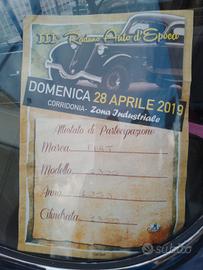 III° Raduno Auto d'Epoca
DOMENICA 28 APRILE 2019
CORRIDONIA - Zona Industriale
Attestato di Partecipazione
Marca FIAT
Modello
Anno
Cilindrata
subito